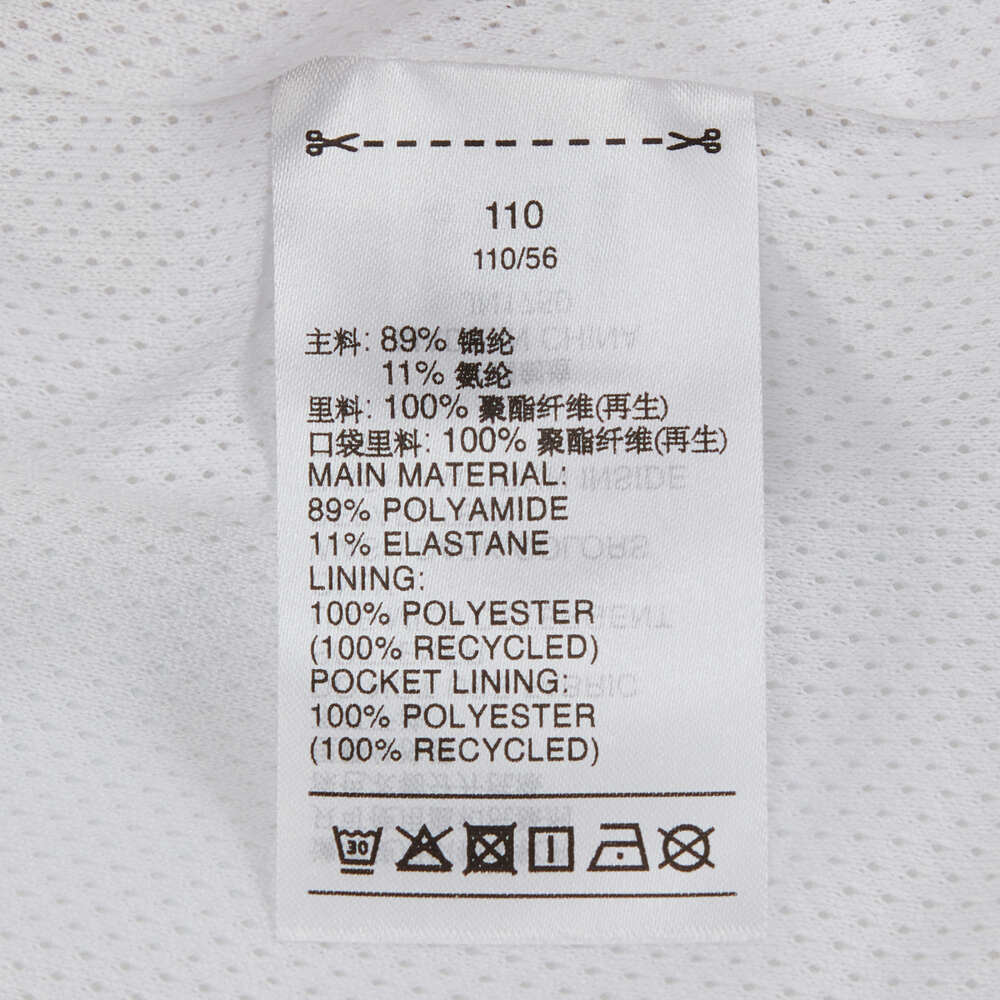 110
110/56
主料: 89% 锦纶
11% 氨纶
里料: 100% 聚酯纤维(再生)
口袋里料: 100% 聚酯纤维(再生)
MAIN MATERIAL:
89% POLYAMIDE
11% ELASTANE
LINING:
100% POLYESTER
(100% RECYCLED)
POCKET LINING:
100% POLYESTER
(100% RECYCLED)
30